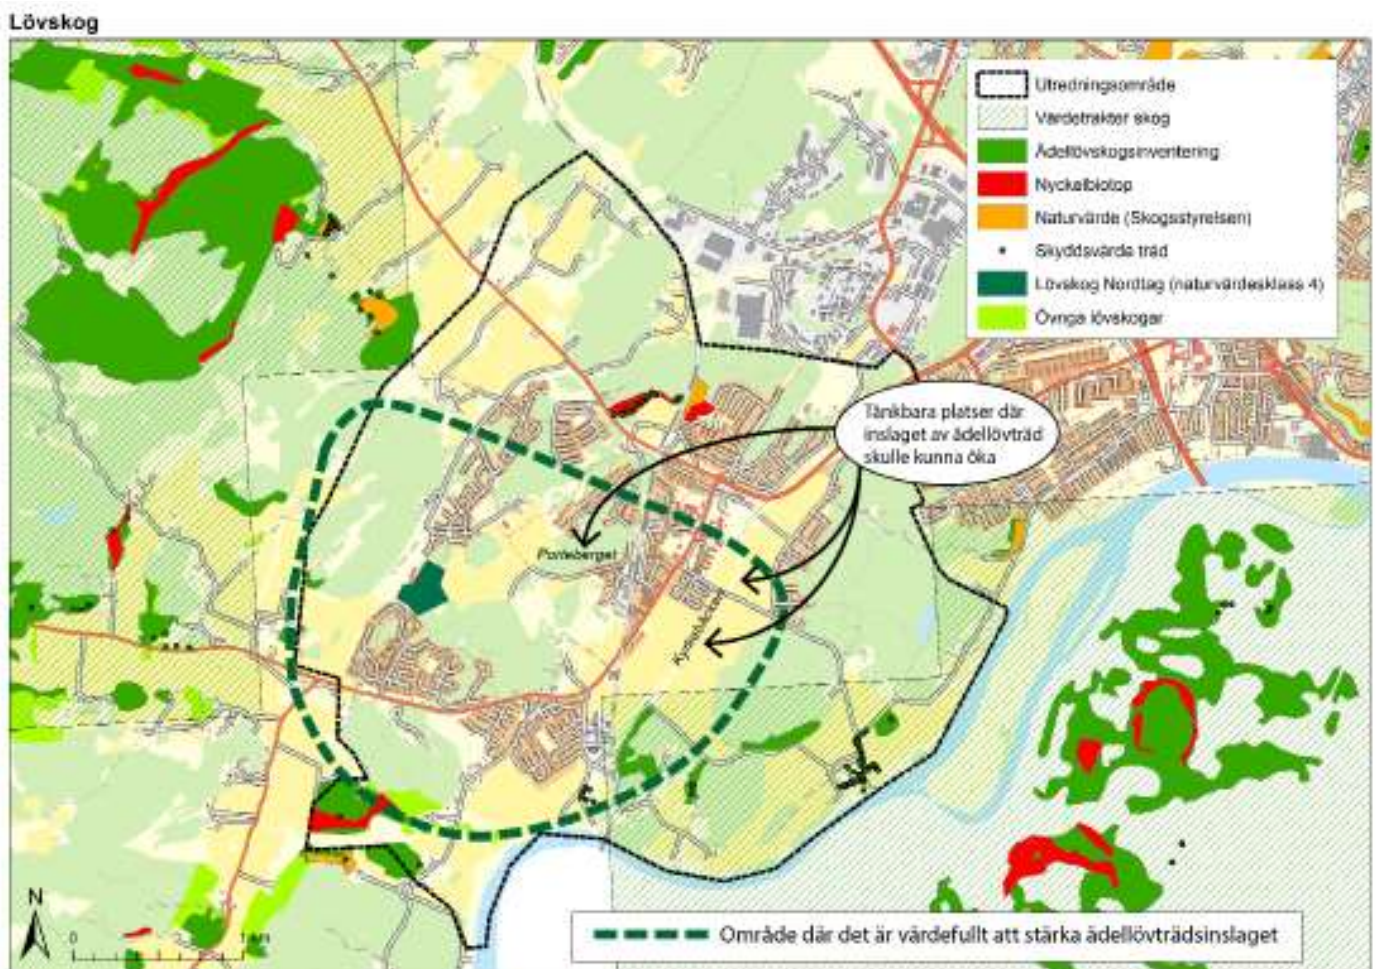 Lövskog
Utredningsområde
Värdetrakter skog
Ädellövskogsinventering
Nyckelbiotop
Naturvärde (Skogsstyrelsen)
Skyddsvärda träd
Lövskog Nordtag (naturvärdesklass 4)
Övriga lövskogar
Tänkbara platser där
inslaget av ädellövträd
skulle kunna öka
Porteberget
N
0
1 km
Område där det är värdefullt att stärka ädellövträdsinslaget